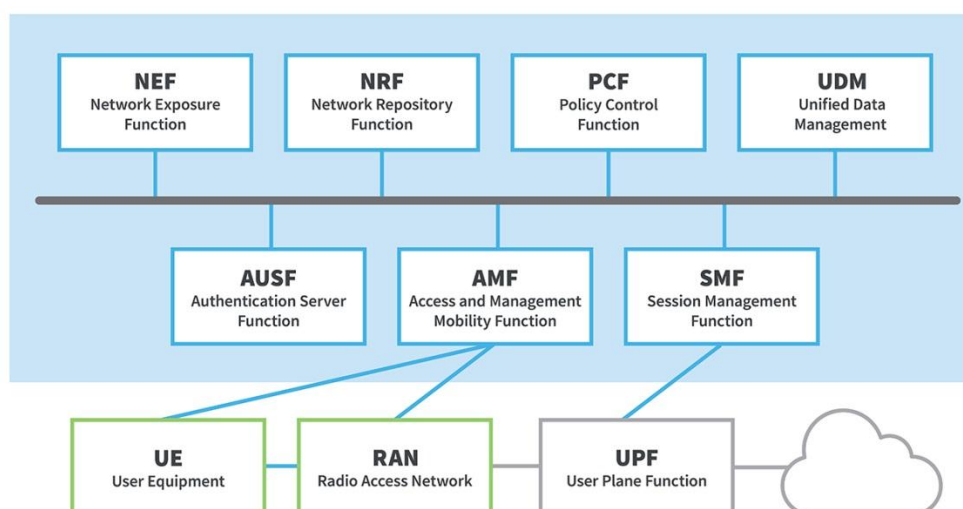 NEF
Network Exposure
Function
NRF
Network Repository
Function
PCF
Policy Control
Function
UDM
Unified Data
Management
AUSF
Authentication Server
Function
AMF
Access and Management
Mobility Function
SMF
Session Management
Function
UE
User Equipment
RAN
Radio Access Network
UPF
User Plane Function